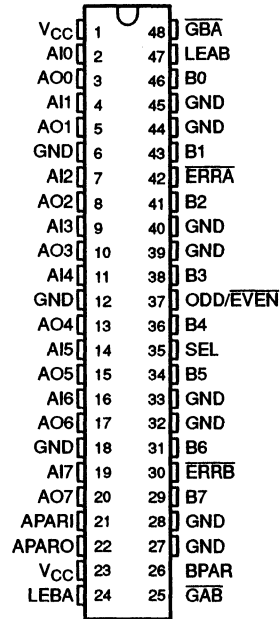 VCC 1 48 GBA
AI0 2 47 LEAB
AO0 3 46 B0
AI1 4 45 GND
AO1 5 44 GND
GND 6 43 B1
AI2 7 42 ERRA
AO2 8 41 B2
AI3 9 40 GND
AO3 10 39 GND
AI4 11 38 B3
GND 12 37 ODD/EVEN
AO4 13 36 B4
AI5 14 35 SEL
AO5 15 34 B5
AI6 16 33 GND
AO6 17 32 GND
GND 18 31 B6
AI7 19 30 ERRB
AO7 20 29 B7
APARI 21 28 GND
APARO 22 27 GND
VCC 23 26 BPAR
LEBA 24 25 GAB